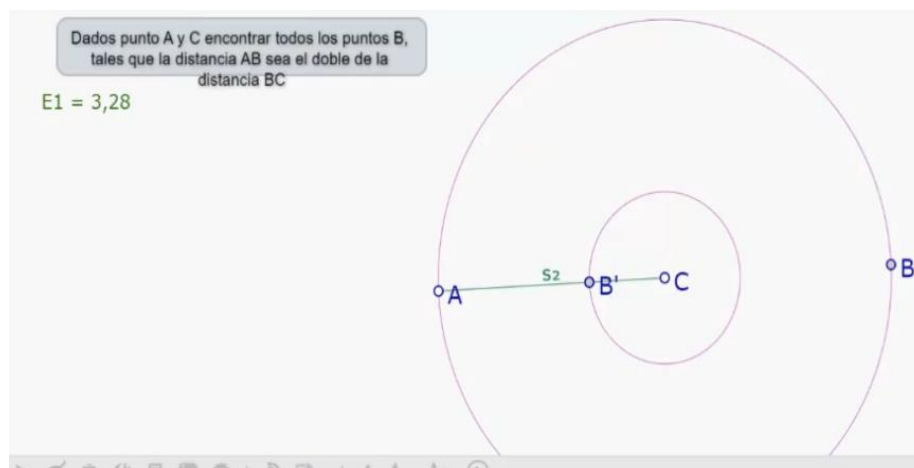 Dados punto A y C encontrar todos los puntos B,
tales que la distancia AB sea el doble de la
distancia BC
E1 = 3,28
B
S2
A
B'
C